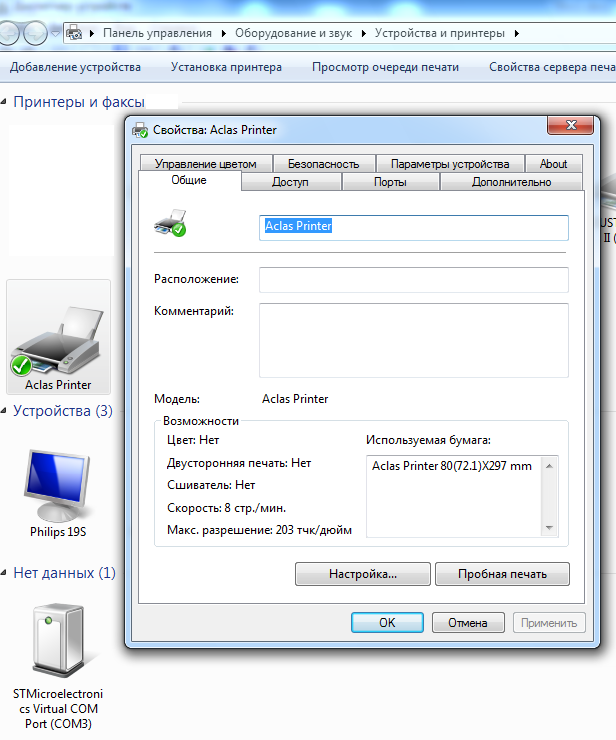 Панель управления
Оборудование и звук
Устройства и принтеры
Добавление устройства
Установка принтера
Просмотр очереди печати
Свойства сервера печа
Принтеры и факсы
Свойства: Aclas Printer
Управление цветом
Безопасность
Параметры устройства
About
Общие
Доступ
Порты
Дополнительно
Aclas Printer
Расположение:
Комментарий:
Модель:
Aclas Printer
Возможности
Цвет: Нет
Двусторонняя печать: Нет
Сшиватель: Нет
Скорость: 8 стр./мин.
Макс. разрешение: 203 тчк/дюйм
Используемая бумага:
Aclas Printer 80(72.1)X297 mm
Настройка...
Пробная печать
OK
Отмена
Применить
Aclas Printer
Устройства (3)
Philips 19S
Нет данных (1)
STMicroelectroni
cs Virtual COM
Port (COM3)